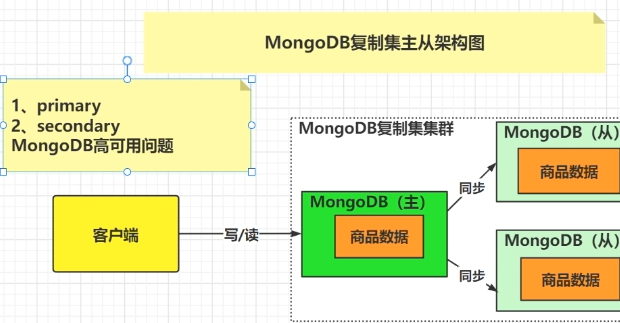 MongoDB复制集主从架构图
1、primary
2、secondary
MongoDB高可用问题
MongoDB复制集集群
MongoDB（从）
商品数据
MongoDB（主）
商品数据
客户端
写/读
同步
同步
MongoDB（从）
商品数据